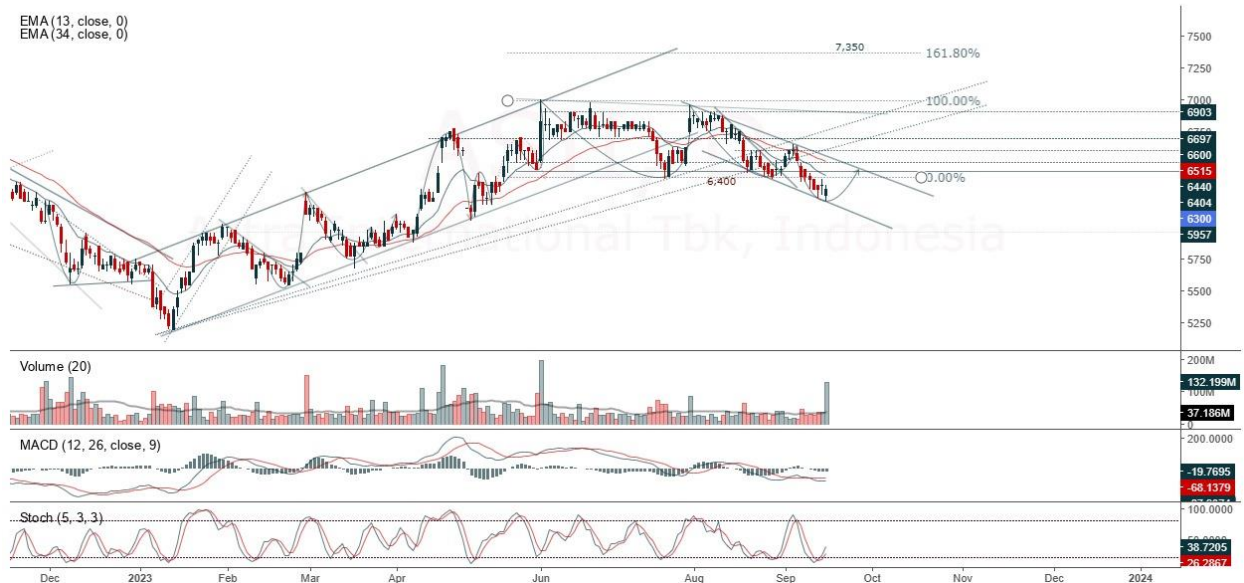 EMA (13, close, 0)
EMA (34, close, 0)
7500
7,350
161.80%
7250
7000
100.00%
6903
6697
6600
6515
6,400
0.00%
6440
6404
6300
5957
Tbk, Indonesia
5750
5500
5250
Volume (20)
200M
132.199M
100M
37.186M
0
MACD (12, 26, close, 9)
200.0000
-19.7695
-68.1379
Stoch (5, 3, 3)
100.0000
38.7205
26.2867
Dec 2023 Feb Mar Apr Jun Aug Sep Oct Nov Dec 2024